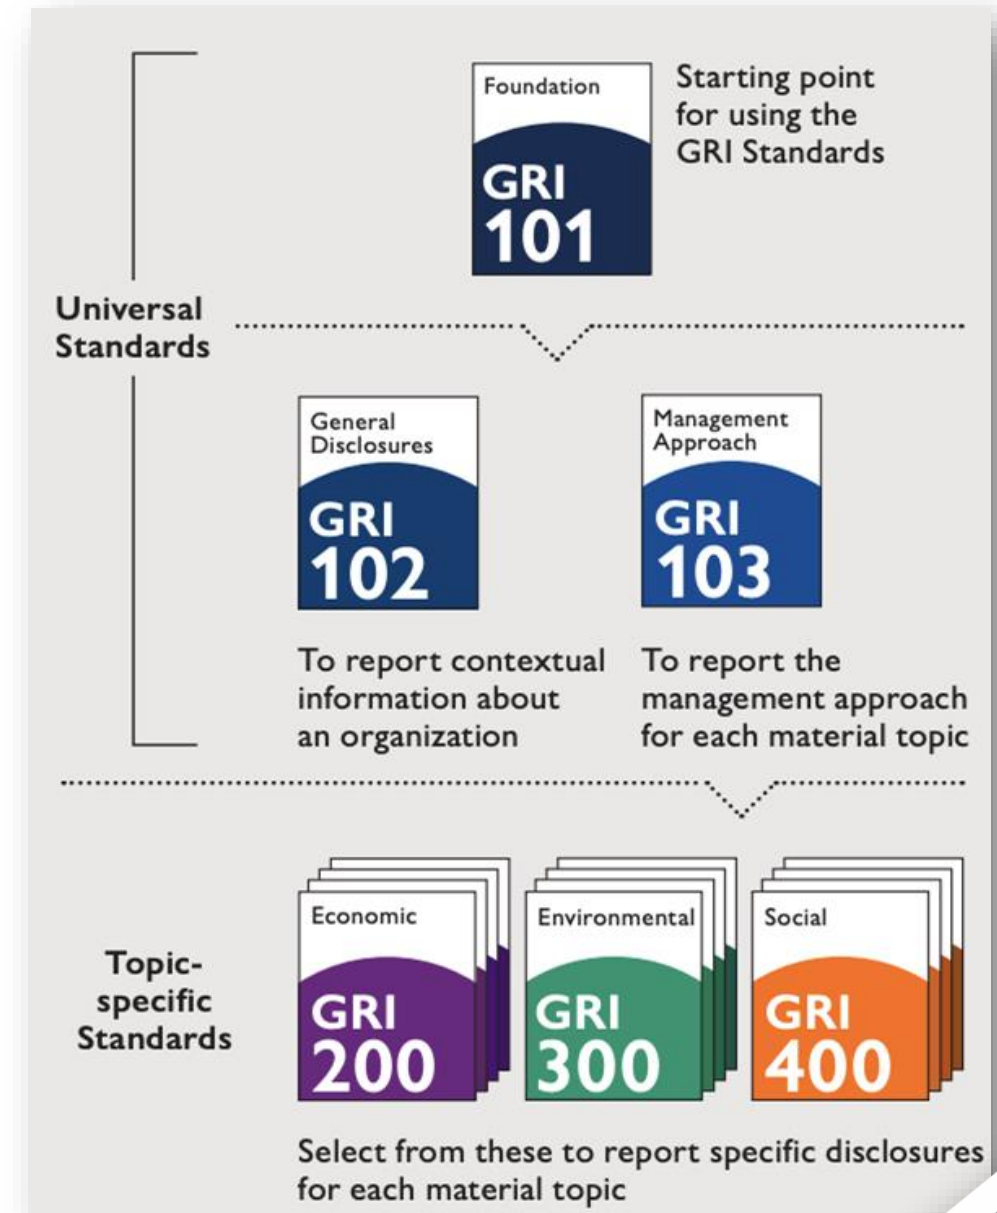 Foundation
GRI
101
Starting point
for using the
GRI Standards
Universal
Standards
General
Disclosures
GRI
102
Management
Approach
GRI
103
To report contextual
information about
an organization
To report the
management approach
for each material topic
Topic-
specific
Standards
Economic
GRI
200
Environmental
GRI
300
Social
GRI
400
Select from these to report specific disclosures
for each material topic